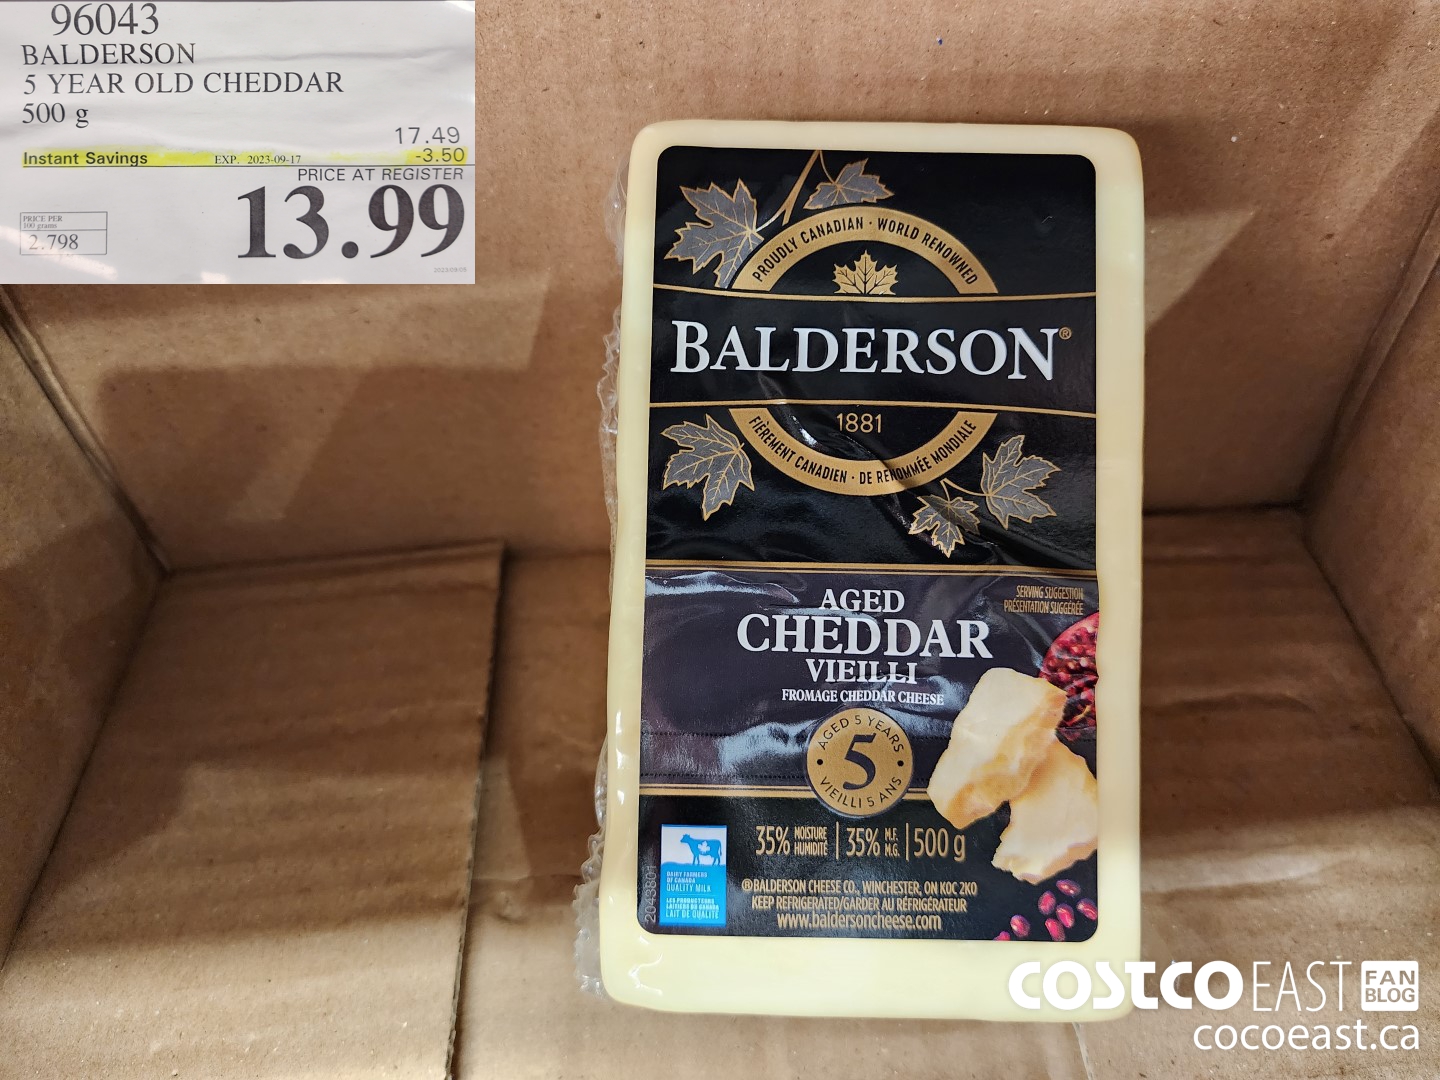 96043
BALDERSON
5 YEAR OLD CHEDDAR
500 g
17.49
Instant Savings EXP. 2023-09-17 -3.50
PRICE AT REGISTER
13.99
PRICE PER
100 grams
2.798
2023/09/08
PROUDLY CANADIAN · WORLD RENOWNED
BALDERSON®
1881
FIÈREMENT CANADIEN · DE RENOMMÉE MONDIALE
SERVING SUGGESTION
PRÉSENTATION SUGGÉRÉE
AGED
CHEDDAR
VIEILLI
FROMAGE CHEDDAR CHEESE
AGED 5 YEARS
5
VIEILLI 5 ANS
35% MOISTURE HUMIDITÉ | 35% M.F. M.G. | 500 g
DAIRY FARMERS
OF CANADA
QUALITY MILK
LES PRODUCTEURS
LAITIERS DU CANADA
LAIT DE QUALITÉ
2043801
®BALDERSON CHEESE CO., WINCHESTER, ON K0C 2K0
KEEP REFRIGERATED/GARDER AU RÉFRIGÉRATEUR
www.baldersoncheese.com
COSTCO EAST FAN BLOG
cocoeast.ca